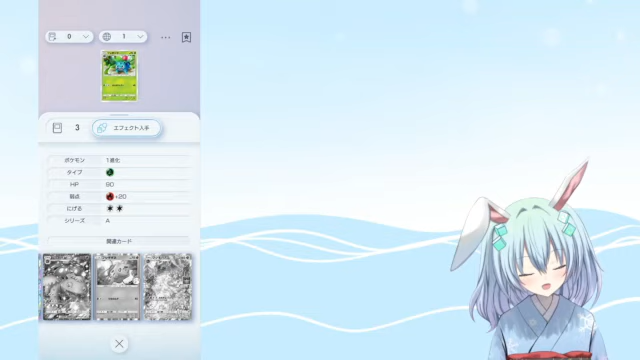 0
1
3
エフェクト入手
ポケモン 1進化
タイプ
HP 90
弱点 +20
にげる
シリーズ A
関連カード